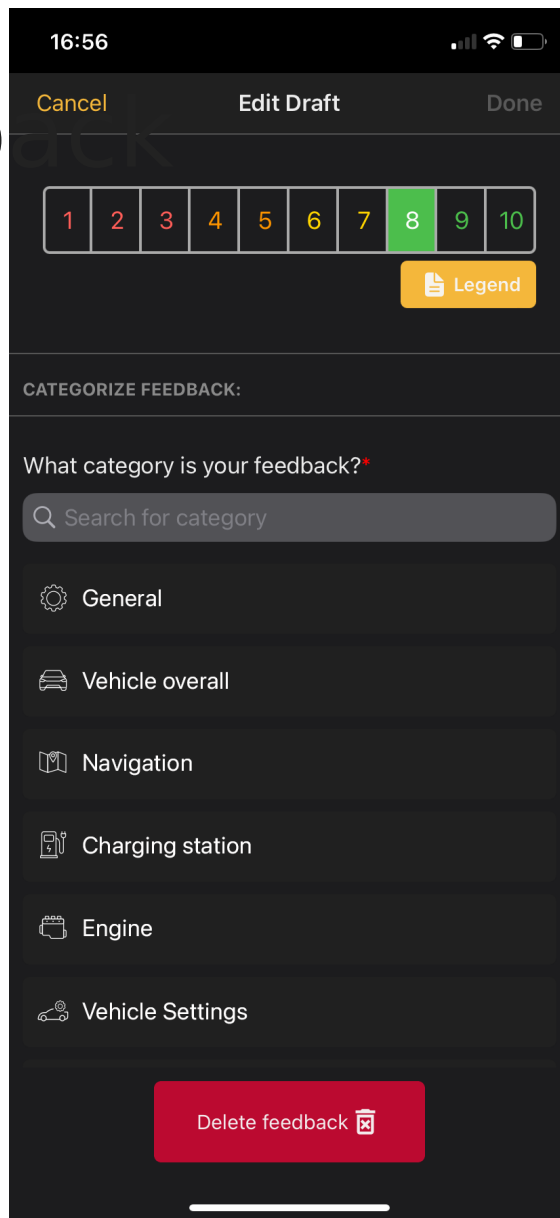 16:56
Cancel Edit Draft Done
1 2 3 4 5 6 7 8 9 10
Legend
CATEGORIZE FEEDBACK:
What category is your feedback?*
Search for category
General
Vehicle overall
Navigation
Charging station
Engine
Vehicle Settings
Delete feedback